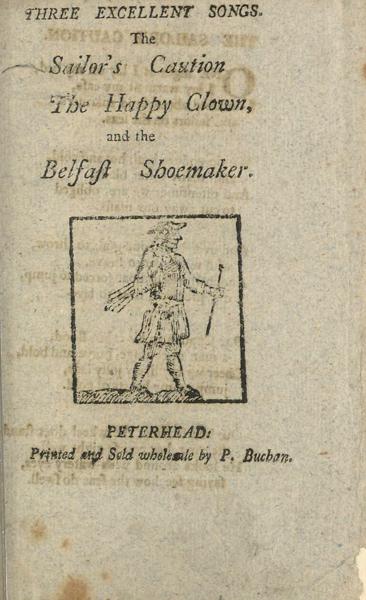 THREE EXCELLENT SONGS.
The
Sailor's Caution
The Happy Clown,
and the
Belfaſt Shoemaker.
PETERHEAD:
Printed and Sold wholesale by P. Buchan.